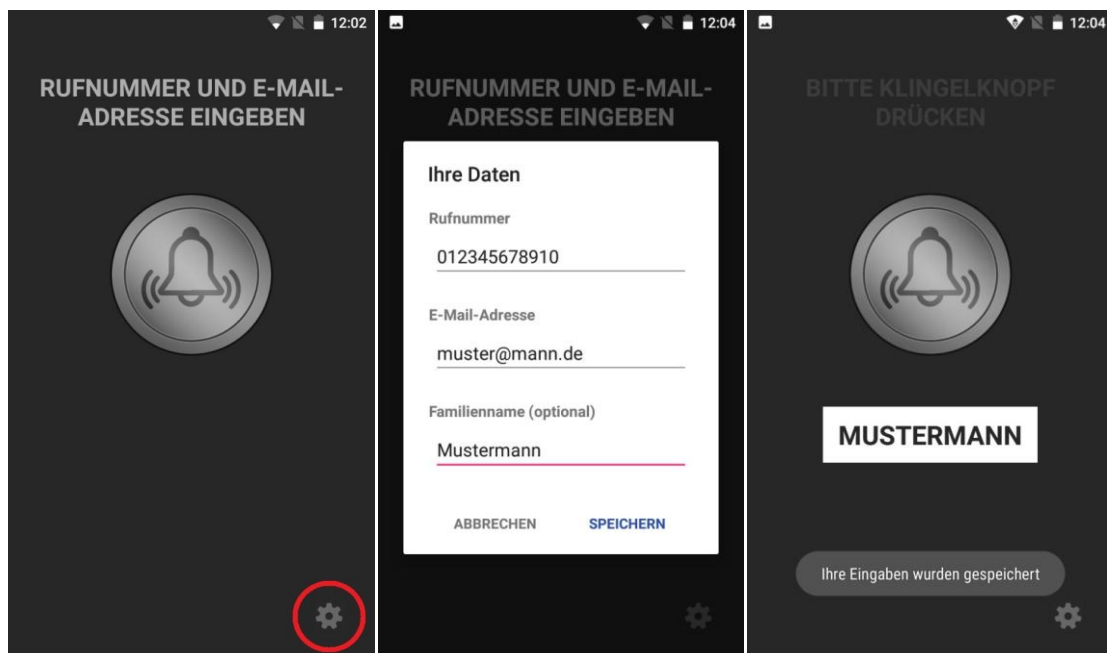 12:02
RUFNUMMER UND E-MAIL-
ADRESSE EINGEBEN
12:04
RUFNUMMER UND E-MAIL-
ADRESSE EINGEBEN
Ihre Daten
Rufnummer
012345678910
E-Mail-Adresse
muster@mann.de
Familienname (optional)
Mustermann
ABBRECHEN SPEICHERN
12:04
BITTE KLINGELKNOPF
DRÜCKEN
MUSTERMANN
Ihre Eingaben wurden gespeichert